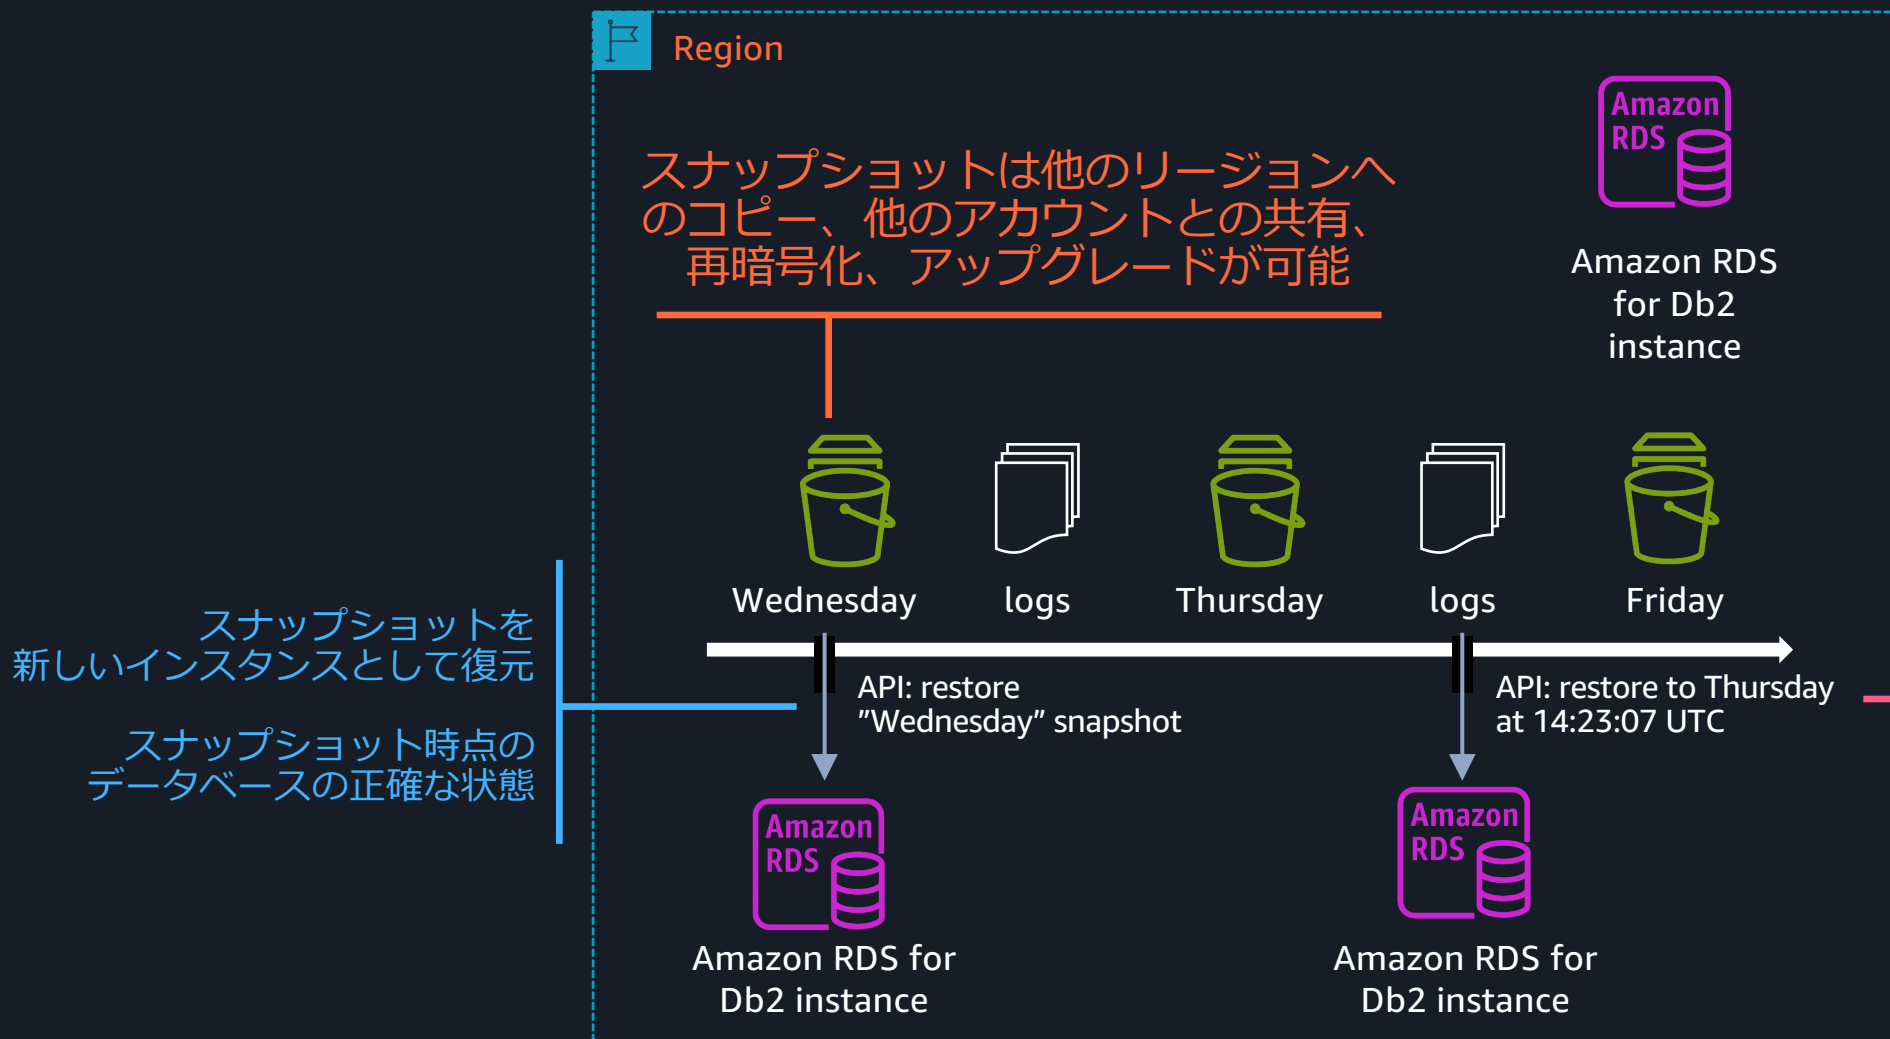 Region
スナップショットは他のリージョンへ
のコピー、他のアカウントとの共有、
再暗号化、アップグレードが可能
Amazon
RDS
Amazon RDS
for Db2
instance
Wednesday
logs
Thursday
logs
Friday
スナップショットを
新しいインスタンスとして復元
スナップショット時点の
データベースの正確な状態
API: restore
”Wednesday” snapshot
API: restore to Thursday
at 14:23:07 UTC
Amazon
RDS
Amazon RDS for
Db2 instance
Amazon
RDS
Amazon RDS for
Db2 instance